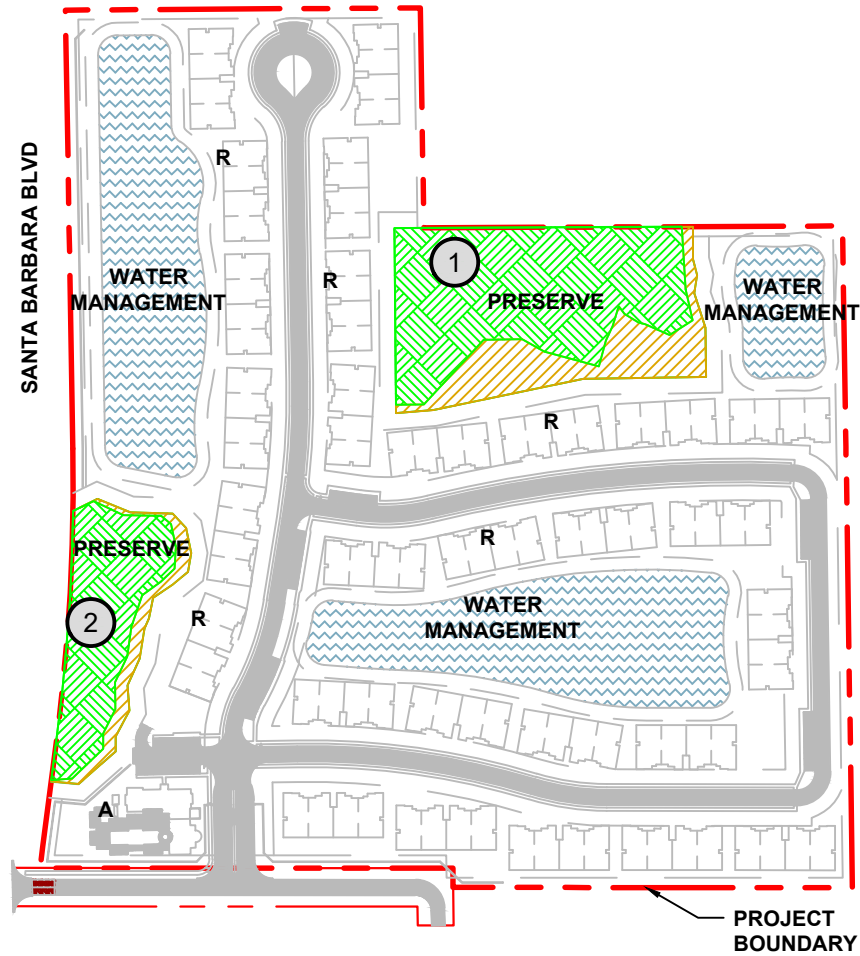 SANTA BARBARA BLVD
R
WATER
MANAGEMENT
R
1
PRESERVE
WATER
MANAGEMENT
R
PRESERVE
R
2
R
WATER
MANAGEMENT
A
PROJECT
BOUNDARY